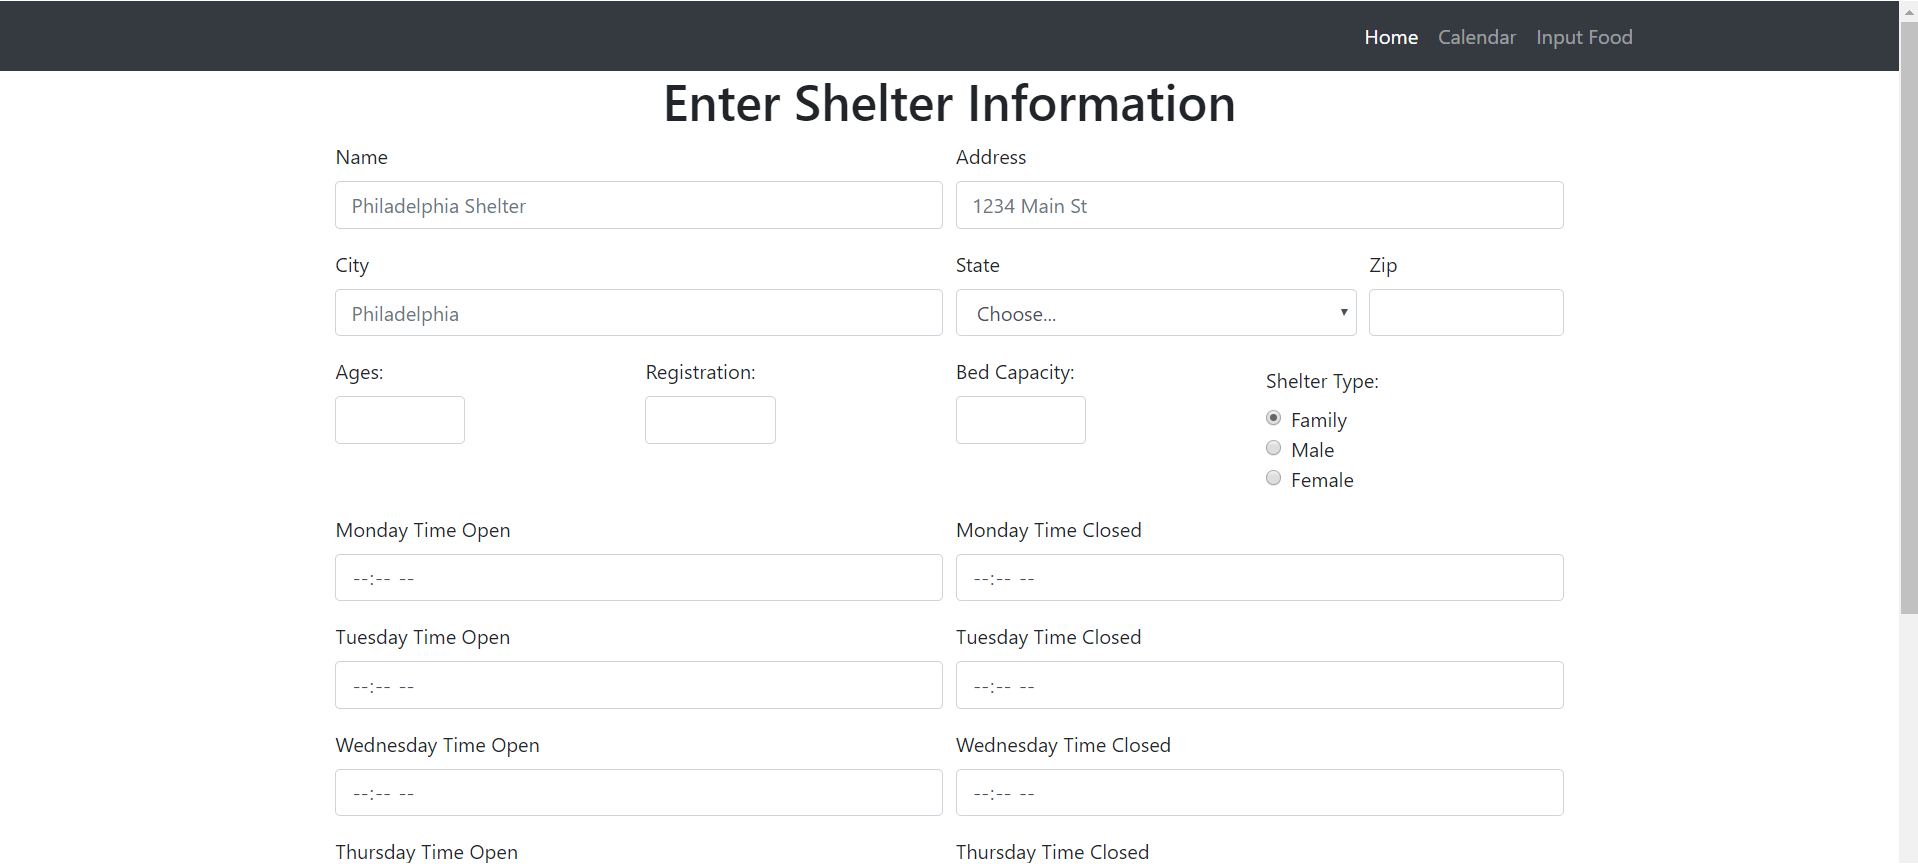 Home Calendar Input Food
Enter Shelter Information
Name Address
Philadelphia Shelter 1234 Main St
City State Zip
Philadelphia Choose...
Ages: Registration: Bed Capacity: Shelter Type:
Family
Male
Female
Monday Time Open Monday Time Closed
--:-- -- --:-- --
Tuesday Time Open Tuesday Time Closed
--:-- -- --:-- --
Wednesday Time Open Wednesday Time Closed
--:-- -- --:-- --
Thursday Time Open Thursday Time Closed